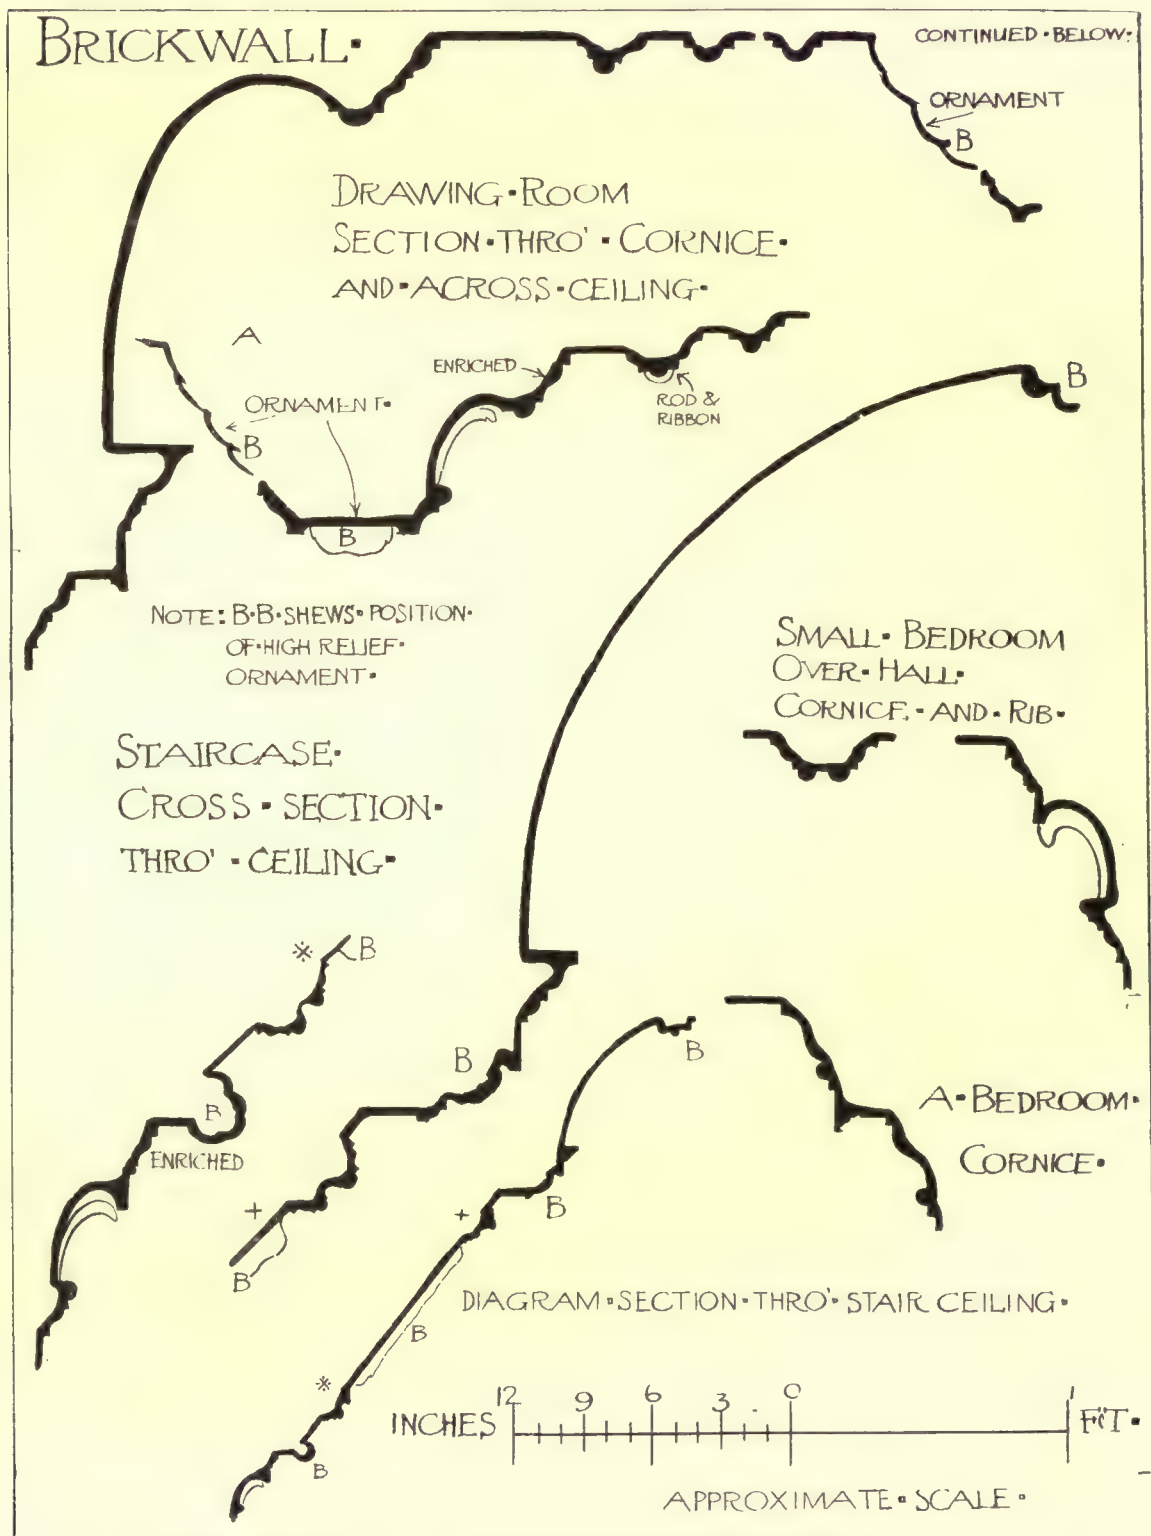 BRICKWALL·
CONTINUED·BELOW:
ORNAMENT
B
DRAWING·ROOM
SECTION·THRO'·CORNICE·
AND·ACROSS·CEILING·
A
ENRICHED
ROD &
RIBBON
B
ORNAMENT·
B
B
NOTE: B·B·SHEWS·POSITION·
OF·HIGH RELIEF·
ORNAMENT·
SMALL· BEDROOM
OVER·HALL·
CORNICE·AND·RIB·
STAIRCASE·
CROSS·SECTION·
THRO'·CEILING·
※ B
B
B
B
ENRICHED
A·BEDROOM·
CORNICE·
+
+
B
B
DIAGRAM·SECTION·THRO'·STAIR CEILING·
B
※
B
12 9 6 3 0 1
INCHES FT·
APPROXIMATE·SCALE·